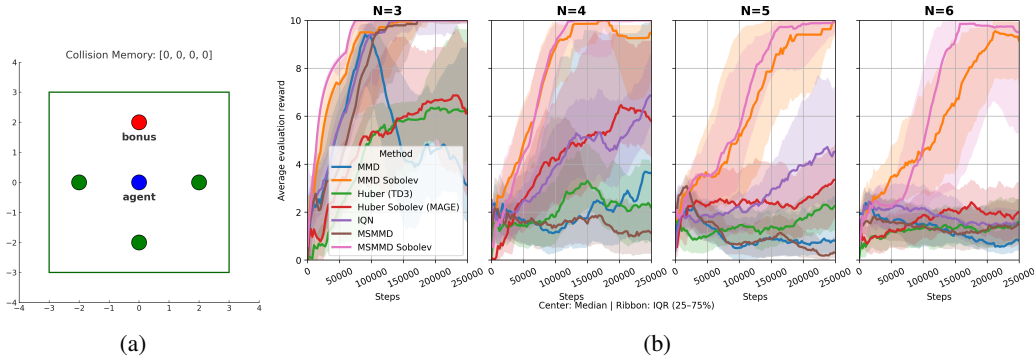 Collision Memory: [0, 0, 0, 0]
4
3
2
1
0
−1
−2
−3
−4
bonus
agent
−4 −3 −2 −1 0 1 2 3 4
(a)
N=3 N=4 N=5 N=6
Average evaluation reward
10
8
6
4
2
0
Method
MMD
MMD Sobolev
Huber (TD3)
Huber Sobolev (MAGE)
IQN
MSMMD
MSMMD Sobolev
0 50000 100000 150000 200000 250000
0 50000 100000 150000 200000 250000
0 50000 100000 150000 200000 250000
0 50000 100000 150000 200000 250000
Steps Steps Steps Steps
Center: Median | Ribbon: IQR (25–75%)
(b)